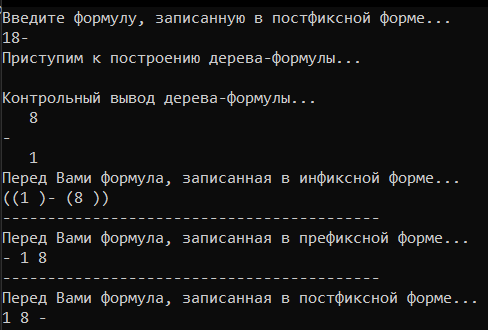 Введите формулу, записанную в постфиксной форме...
18-
Приступим к построению дерева-формулы...
Контрольный вывод дерева-формулы...
8
-
1
Перед Вами формула, записанная в инфиксной форме...
((1 )- (8 ))
------------------------------------------
Перед Вами формула, записанная в префиксной форме...
- 1 8
------------------------------------------
Перед Вами формула, записанная в постфиксной форме...
1 8 -